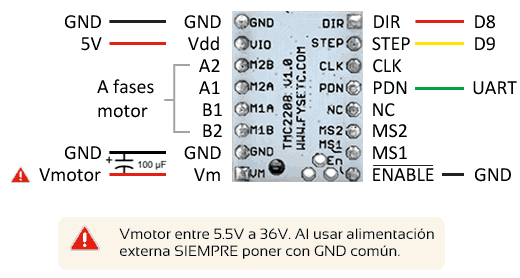 GND GND GND DIR DIR D8
5V Vdd VIO STEP STEP D9
A2 M2B CLK CLK
A fases
motor
A1 M2A PDN PDN UART
B1 M1A NC NC
B2 M1B MS2 MS2
GND GND GND MS1 MS1
+ 100 µF
Vmotor Vm VM En ENABLE GND
TMC2208 V1.0
WWW.FYSETC.COM
Vmotor entre 5.5V a 36V. Al usar alimentación
externa SIEMPRE poner con GND común.